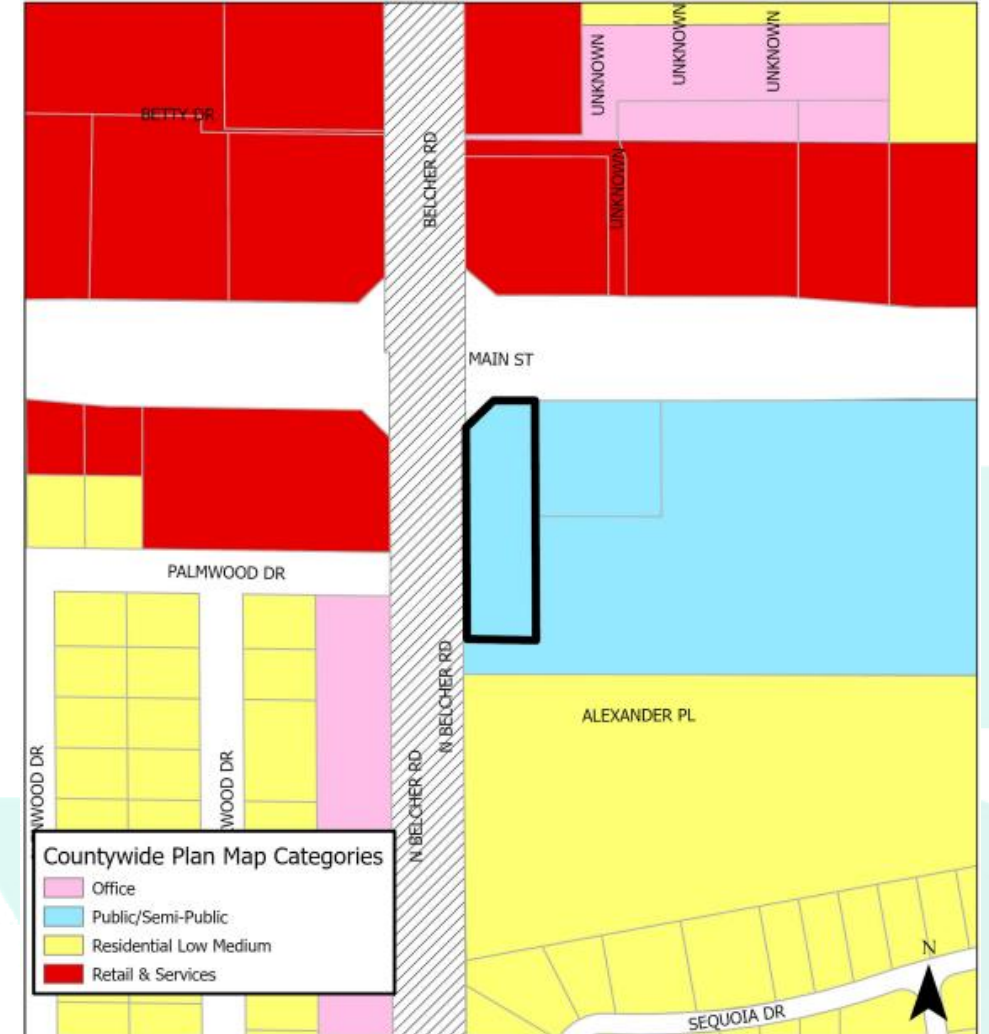 UNKNOWN
UNKNOWN
UNKNOWN
BETTY DR
BELCHER RD
UNKNOWN
MAIN ST
PALMWOOD DR
N BELCHER RD
ALEXANDER PL
NWOOD DR
WOOD DR
N BELCHER RD
Countywide Plan Map Categories
Office
Public/Semi-Public
Residential Low Medium
Retail & Services
N
SEQUOIA DR